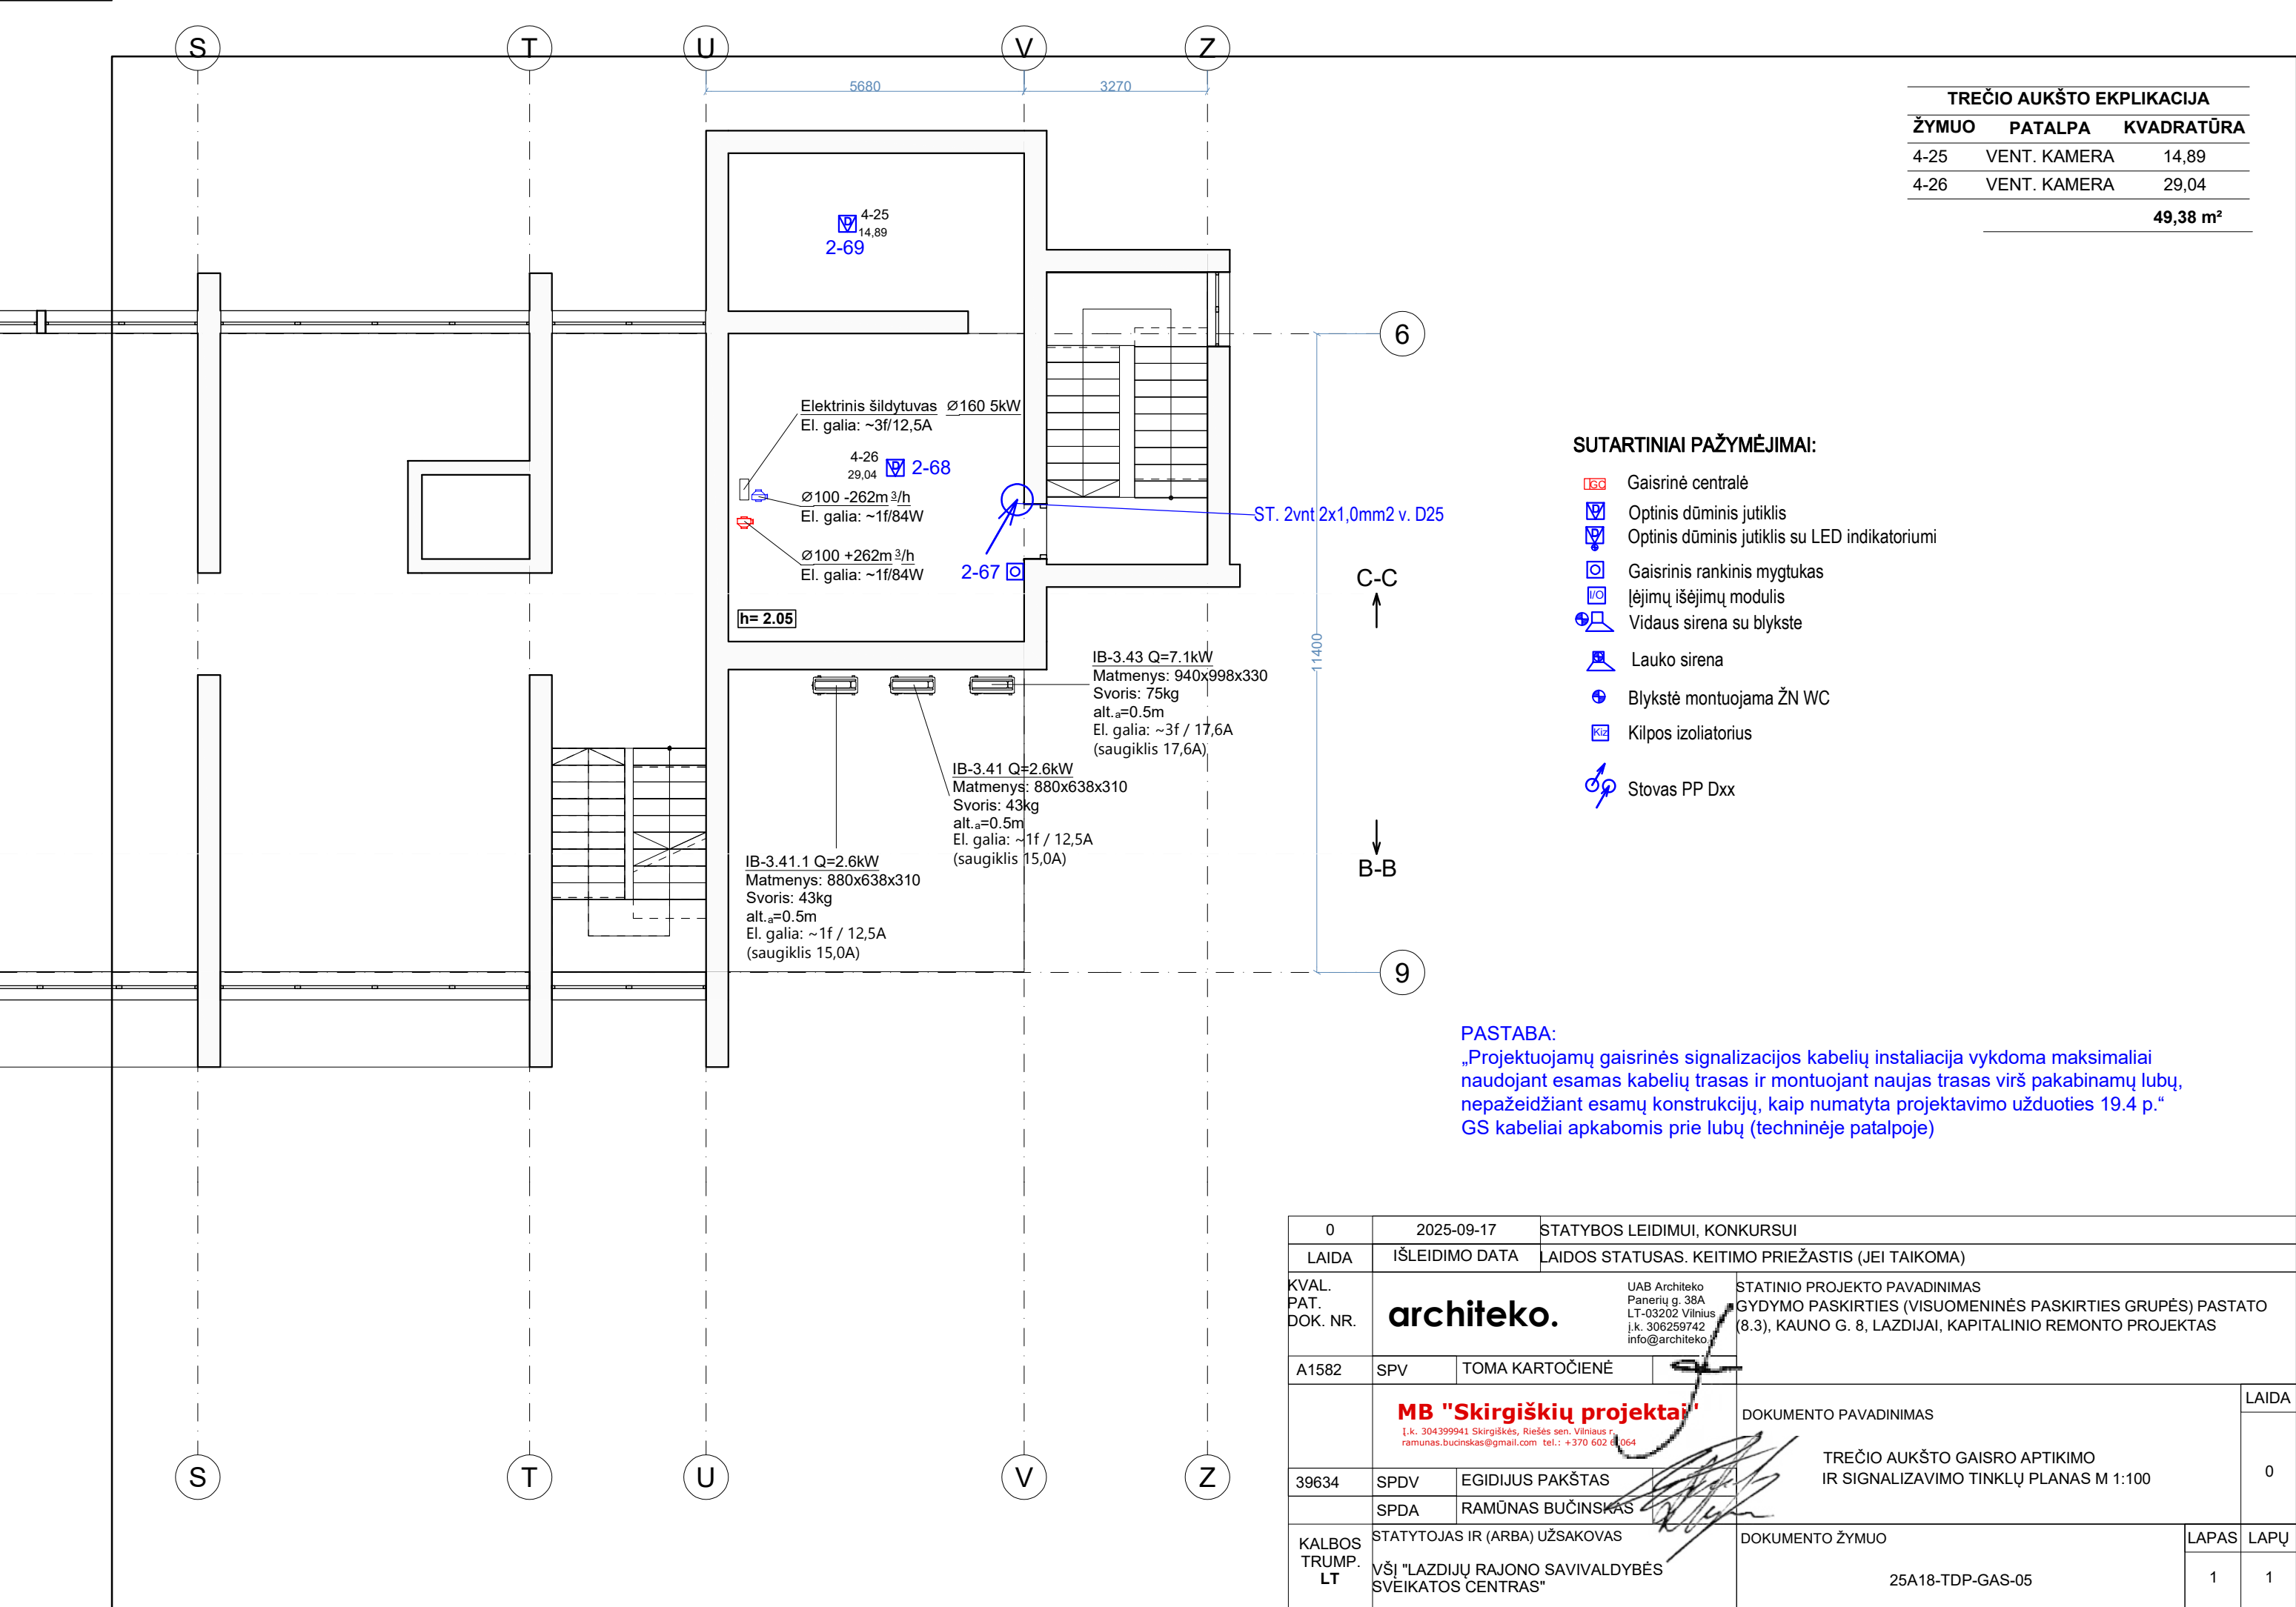 S T U V Z
5680 3270
TREČIO AUKŠTO EKPLIKACIJA
ŽYMUO PATALPA KVADRATŪRA
4-25 VENT. KAMERA 14,89
4-26 VENT. KAMERA 29,04
49,38 m²
4-25
14,89
2-69
6
Elektrinis šildytuvas Ø160 5kW
El. galia: ~3f/12,5A
4-26
29,04
2-68
Ø100 -262m³/h
El. galia: ~1f/84W
Ø100 +262m³/h
El. galia: ~1f/84W
ST. 2vnt 2x1,0mm2 v. D25
2-67
h= 2.05
C-C
11400
B-B
IB-3.43 Q=7.1kW
Matmenys: 940x998x330
Svoris: 75kg
alt.ₐ=0.5m
El. galia: ~3f / 17,6A
(saugiklis 17,6A)
IB-3.41 Q=2.6kW
Matmenys: 880x638x310
Svoris: 43kg
alt.ₐ=0.5m
El. galia: ~1f / 12,5A
(saugiklis 15,0A)
IB-3.41.1 Q=2.6kW
Matmenys: 880x638x310
Svoris: 43kg
alt.ₐ=0.5m
El. galia: ~1f / 12,5A
(saugiklis 15,0A)
9
SUTARTINIAI PAŽYMĖJIMAI:
GC Gaisrinė centralė
Optinis dūminis jutiklis
Optinis dūminis jutiklis su LED indikatoriumi
Gaisrinis rankinis mygtukas
I/O Įėjimų išėjimų modulis
Vidaus sirena su blykste
Lauko sirena
Blykstė montuojama ŽN WC
Kiz Kilpos izoliatorius
Stovas PP Dxx
PASTABA:
„Projektuojamų gaisrinės signalizacijos kabelių instaliacija vykdoma maksimaliai
naudojant esamas kabelių trasas ir montuojant naujas trasas virš pakabinamų lubų,
nepažeidžiant esamų konstrukcijų, kaip numatyta projektavimo užduoties 19.4 p.“
GS kabeliai apkabomis prie lubų (techninėje patalpoje)
S T U V Z
0 2025-09-17 STATYBOS LEIDIMUI, KONKURSUI
LAIDA IŠLEIDIMO DATA LAIDOS STATUSAS. KEITIMO PRIEŽASTIS (JEI TAIKOMA)
KVAL.
PAT.
DOK. NR.
architeko.
UAB Architeko
Panerių g. 38A
LT-03202 Vilnius
į.k. 306259742
info@architeko.
STATINIO PROJEKTO PAVADINIMAS
GYDYMO PASKIRTIES (VISUOMENINĖS PASKIRTIES GRUPĖS) PASTATO
(8.3), KAUNO G. 8, LAZDIJAI, KAPITALINIO REMONTO PROJEKTAS
A1582 SPV TOMA KARTOČIENĖ
MB "Skirgiškių projektai"
Į.k. 304399941 Skirgiškės, Riešės sen. Vilniaus r.
ramunas.bucinskas@gmail.com tel.: +370 602 064
DOKUMENTO PAVADINIMAS
LAIDA
TREČIO AUKŠTO GAISRO APTIKIMO
IR SIGNALIZAVIMO TINKLŲ PLANAS M 1:100
0
39634 SPDV EGIDIJUS PAKŠTAS
SPDA RAMŪNAS BUČINSKAS
KALBOS
TRUMP.
LT
STATYTOJAS IR (ARBA) UŽSAKOVAS
VŠĮ "LAZDIJŲ RAJONO SAVIVALDYBĖS
SVEIKATOS CENTRAS"
DOKUMENTO ŽYMUO
25A18-TDP-GAS-05
LAPAS LAPŲ
1 1